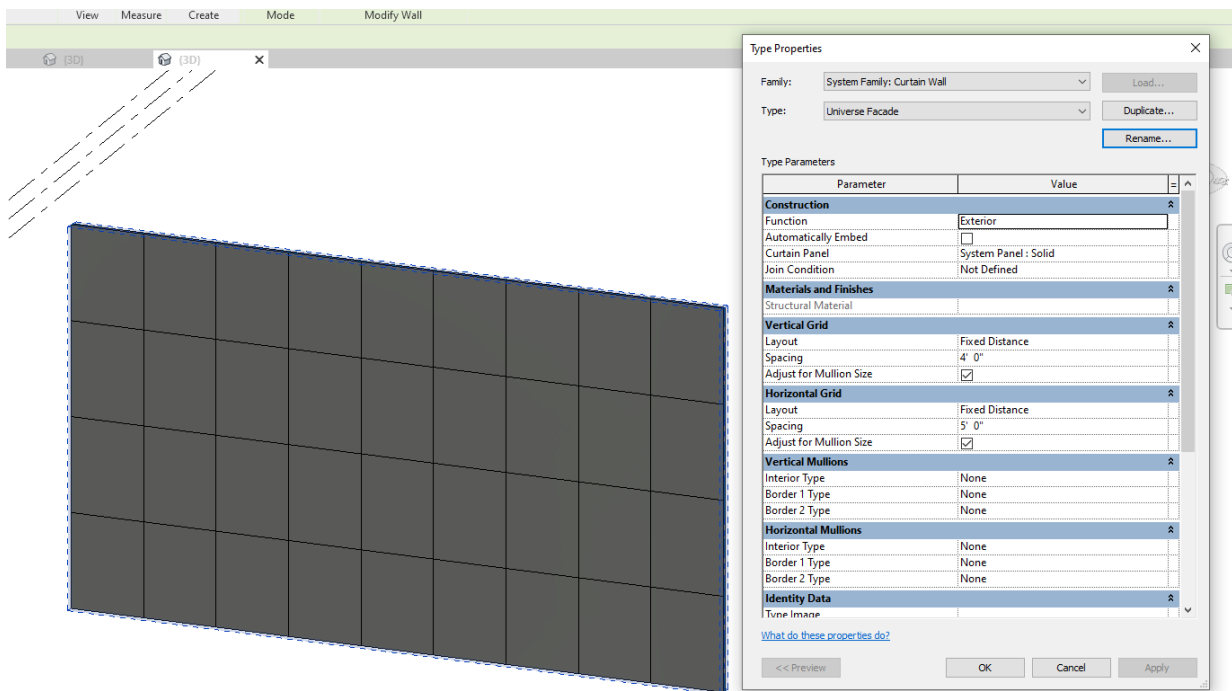 View Measure Create Mode Modify Wall
{3D} {3D}
Type Properties
Family: System Family: Curtain Wall Load...
Type: Universe Facade Duplicate...
Rename...
Type Parameters
Parameter Value =
Construction
Function Exterior
Automatically Embed
Curtain Panel System Panel : Solid
Join Condition Not Defined
Materials and Finishes
Structural Material
Vertical Grid
Layout Fixed Distance
Spacing 4' 0"
Adjust for Mullion Size
Horizontal Grid
Layout Fixed Distance
Spacing 5' 0"
Adjust for Mullion Size
Vertical Mullions
Interior Type None
Border 1 Type None
Border 2 Type None
Horizontal Mullions
Interior Type None
Border 1 Type None
Border 2 Type None
Identity Data
Type Image
What do these properties do?
<< Preview OK Cancel Apply